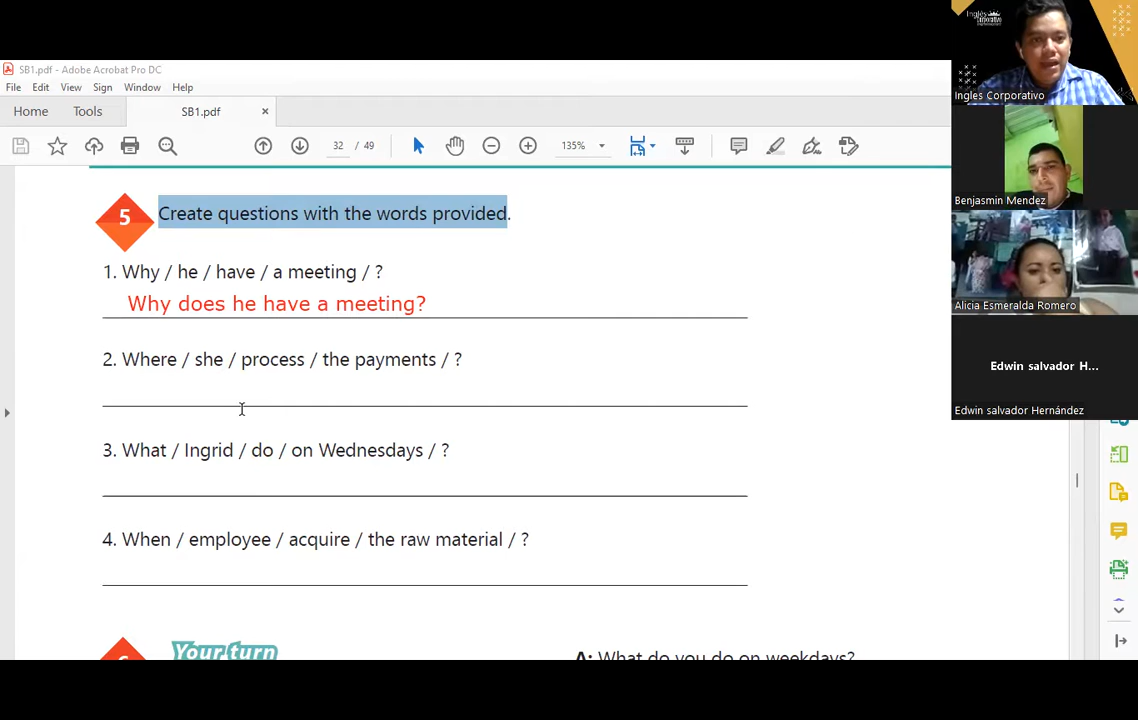 SB1.pdf - Adobe Acrobat Pro DC
File Edit View Sign Window Help
Home Tools SB1.pdf ×
32 / 49 135%
5 Create questions with the words provided.
1. Why / he / have / a meeting / ?
Why does he have a meeting?
2. Where / she / process / the payments / ?
3. What / Ingrid / do / on Wednesdays / ?
4. When / employee / acquire / the raw material / ?
6 Your turn
A: What do you do on weekdays?
Inglés Corporativo
Ingles Corporativo
Benjasmin Mendez
Alicia Esmeralda Romero
Edwin salvador H...
Edwin salvador Hernández